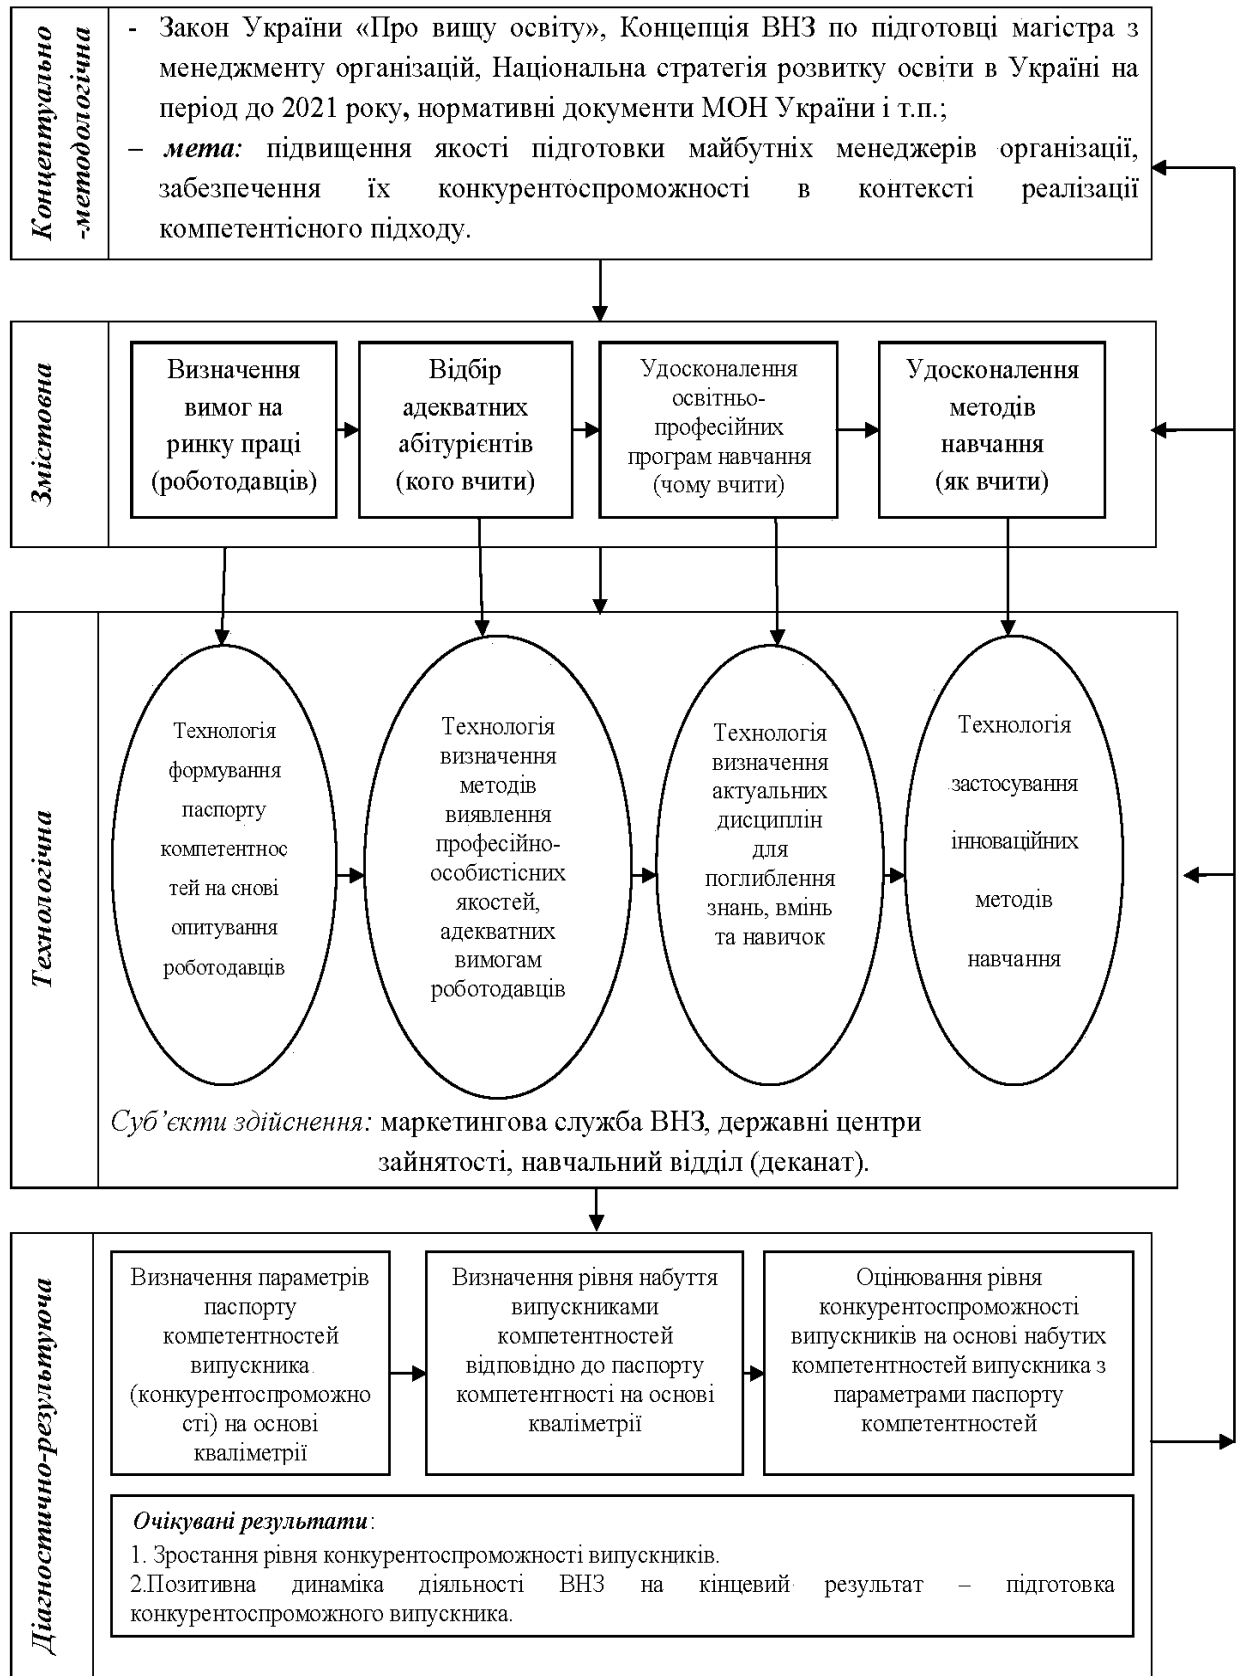 Концептуально
-методологічна
- Закон України «Про вищу освіту», Концепція ВНЗ по підготовці магістра з
менеджменту організацій, Національна стратегія розвитку освіти в Україні на
період до 2021 року, нормативні документи МОН України і т.п.;
– мета: підвищення якості підготовки майбутніх менеджерів організації,
забезпечення їх конкурентоспроможності в контексті реалізації
компетентісного підходу.
Змістовна
Визначення
вимог на
ринку праці
(роботодавців)
Відбір
адекватних
абітурієнтів
(кого вчити)
Удосконалення
освітньо-
професійних
програм навчання
(чому вчити)
Удосконалення
методів
навчання
(як вчити)
Технологічна
Технологія
формування
паспорту
компетентнос
тей на снові
опитування
роботодавців
Технологія
визначення
методів
виявлення
професійно-
особистісних
якостей,
адекватних
вимогам
роботодавців
Технологія
визначення
актуальних
дисциплін
для
поглиблення
знань, вмінь
та навичок
Технологія
застосування
інноваційних
методів
навчання
Суб’єкти здійснення: маркетингова служба ВНЗ, державні центри
зайнятості, навчальний відділ (деканат).
Діагностично-результуюча
Визначення параметрів
паспорту
компетентностей
випускника
(конкурентоспроможно
сті) на основі
кваліметрії
Визначення рівня набуття
випускниками
компетентностей
відповідно до паспорту
компетентності на основі
кваліметрії
Оцінювання рівня
конкурентоспроможності
випускників на основі набутих
компетентностей випускника з
параметрами паспорту
компетентностей
Очікувані результати:
1. Зростання рівня конкурентоспроможності випускників.
2.Позитивна динаміка діяльності ВНЗ на кінцевий результат – підготовка
конкурентоспроможного випускника.